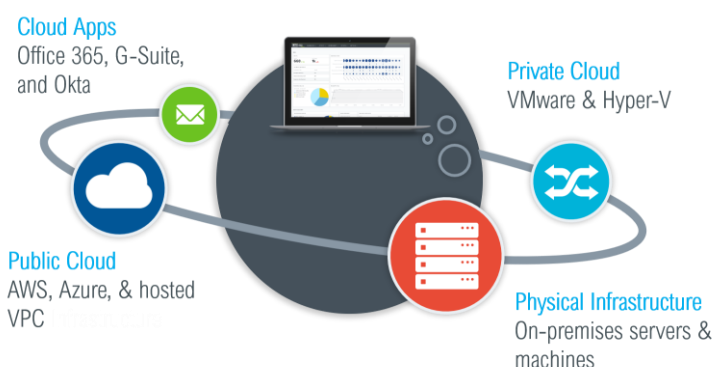 Cloud Apps
Office 365, G-Suite,
and Okta
Private Cloud
VMware & Hyper-V
Public Cloud
AWS, Azure, & hosted
VPC
Physical Infrastructure
On-premises servers &
machines